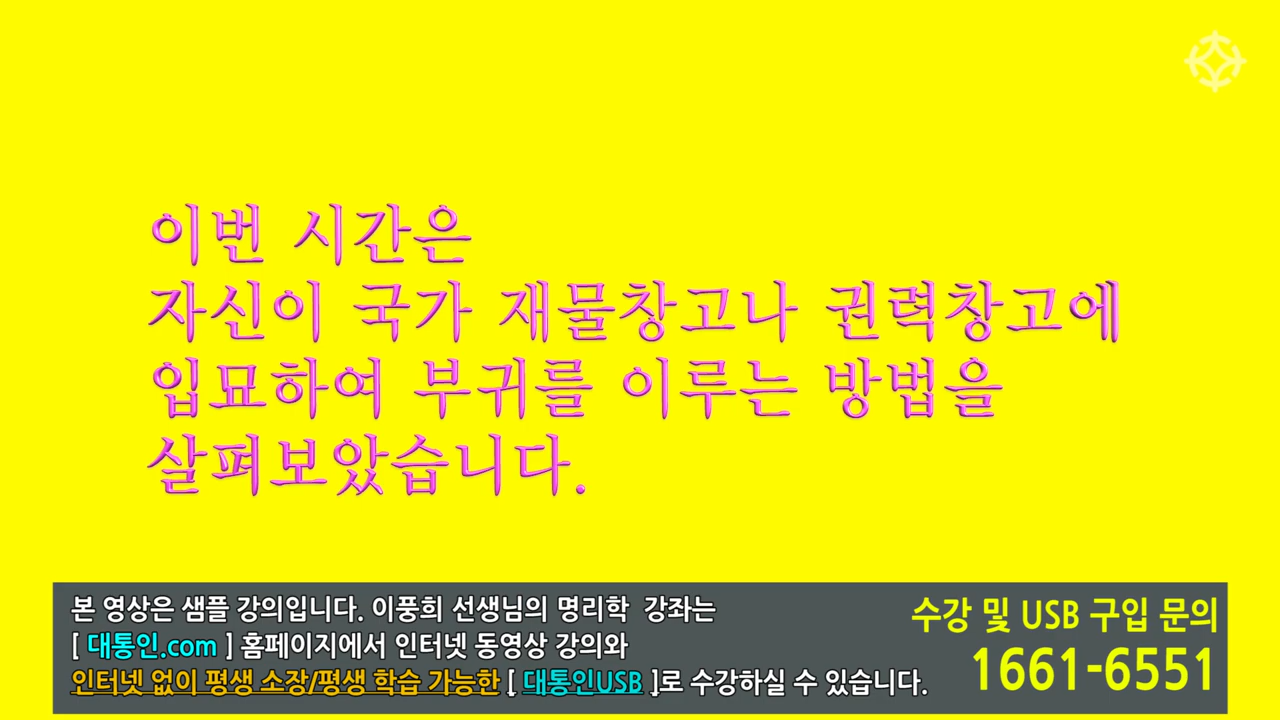 이번 시간은
자신이 국가 재물창고나 권력창고에
입묘하여 부귀를 이루는 방법을
살펴보았습니다.
본 영상은 샘플 강의입니다. 이풍희 선생님의 명리학 강좌는
[ 대통인.com ] 홈페이지에서 인터넷 동영상 강의와
인터넷 없이 평생 소장/평생 학습 가능한 [ 대통인USB ]로 수강하실 수 있습니다.
수강 및 USB 구입 문의
1661-6551